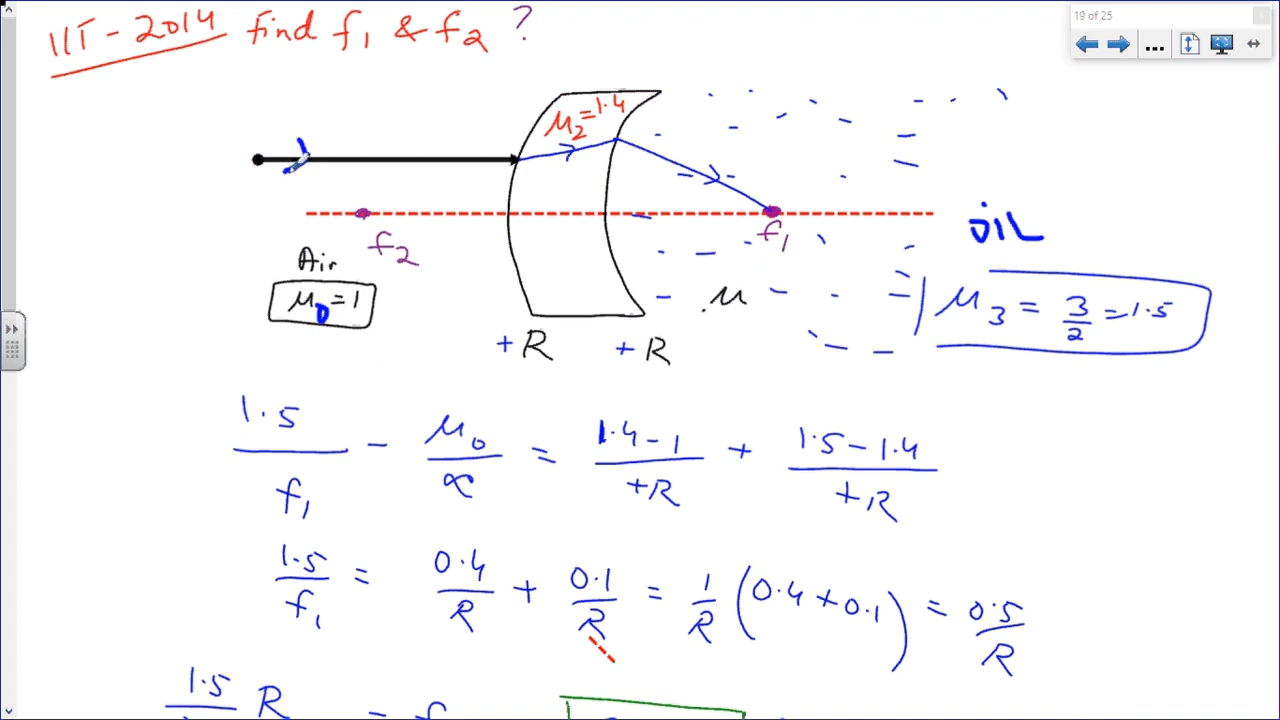 19 of 25
IIT - 2014 find f₁ & f₂ ?
μ₂ = 1.4
f₂
f₁
OIL
Air
μ₀ = 1
μ
μ₃ = 3/2 = 1.5
+R +R
1.5/f₁ - μ₀/∝ = 1.4-1/+R + 1.5-1.4/+R
1.5/f₁ = 0.4/R + 0.1/R = 1/R (0.4+0.1) = 0.5/R
1.5 R =